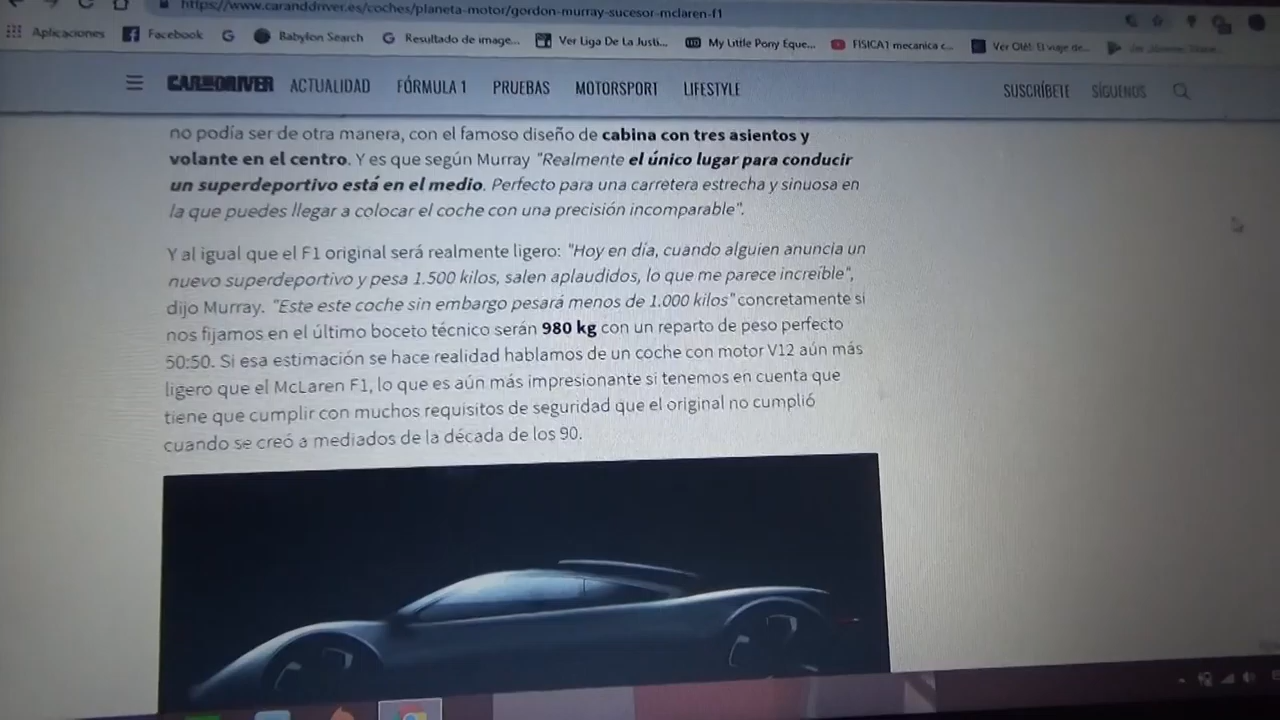 https://www.caranddriver.es/coches/planeta-motor/gordon-murray-sucesor-mclaren-f1
Aplicaciones Facebook Babylon Search Resultado de image... Ver Liga De La Justi... My Little Pony Eque... FISICA1 mecanica c...
CAR AND DRIVER ACTUALIDAD FÓRMULA 1 PRUEBAS MOTORSPORT LIFESTYLE SUSCRÍBETE SÍGUENOS
no podía ser de otra manera, con el famoso diseño de cabina con tres asientos y
volante en el centro. Y es que según Murray "Realmente el único lugar para conducir
un superdeportivo está en el medio. Perfecto para una carretera estrecha y sinuosa en
la que puedes llegar a colocar el coche con una precisión incomparable".
Y al igual que el F1 original será realmente ligero: "Hoy en día, cuando alguien anuncia un
nuevo superdeportivo y pesa 1.500 kilos, salen aplaudidos, lo que me parece increíble",
dijo Murray. "Este este coche sin embargo pesará menos de 1.000 kilos" concretamente si
nos fijamos en el último boceto técnico serán 980 kg con un reparto de peso perfecto
50:50. Si esa estimación se hace realidad hablamos de un coche con motor V12 aún más
ligero que el McLaren F1, lo que es aún más impresionante si tenemos en cuenta que
tiene que cumplir con muchos requisitos de seguridad que el original no cumplió
cuando se creó a mediados de la década de los 90.